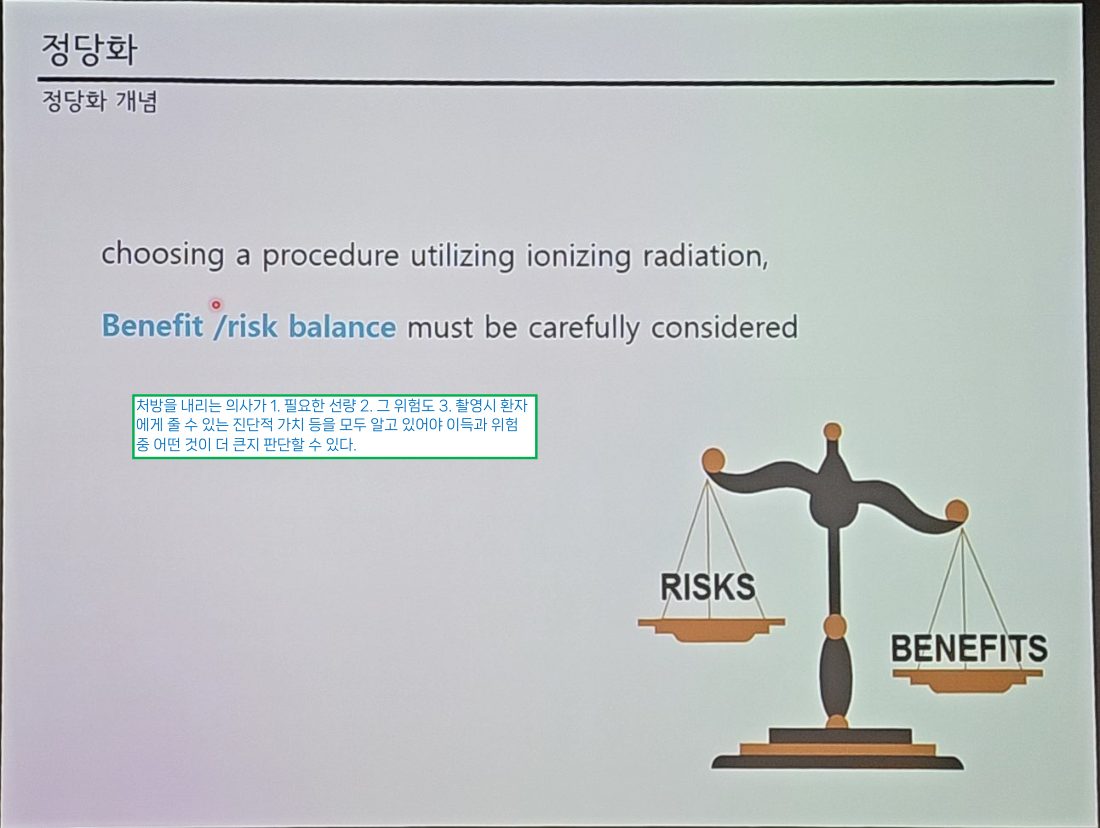 정당화
정당화 개념
choosing a procedure utilizing ionizing radiation,
Benefit /risk balance must be carefully considered
처방을 내리는 의사가 1. 필요한 선량 2. 그 위험도 3. 촬영시 환자
에게 줄 수 있는 진단적 가치 등을 모두 알고 있어야 이득과 위험
중 어떤 것이 더 큰지 판단할 수 있다.
RISKS
BENEFITS